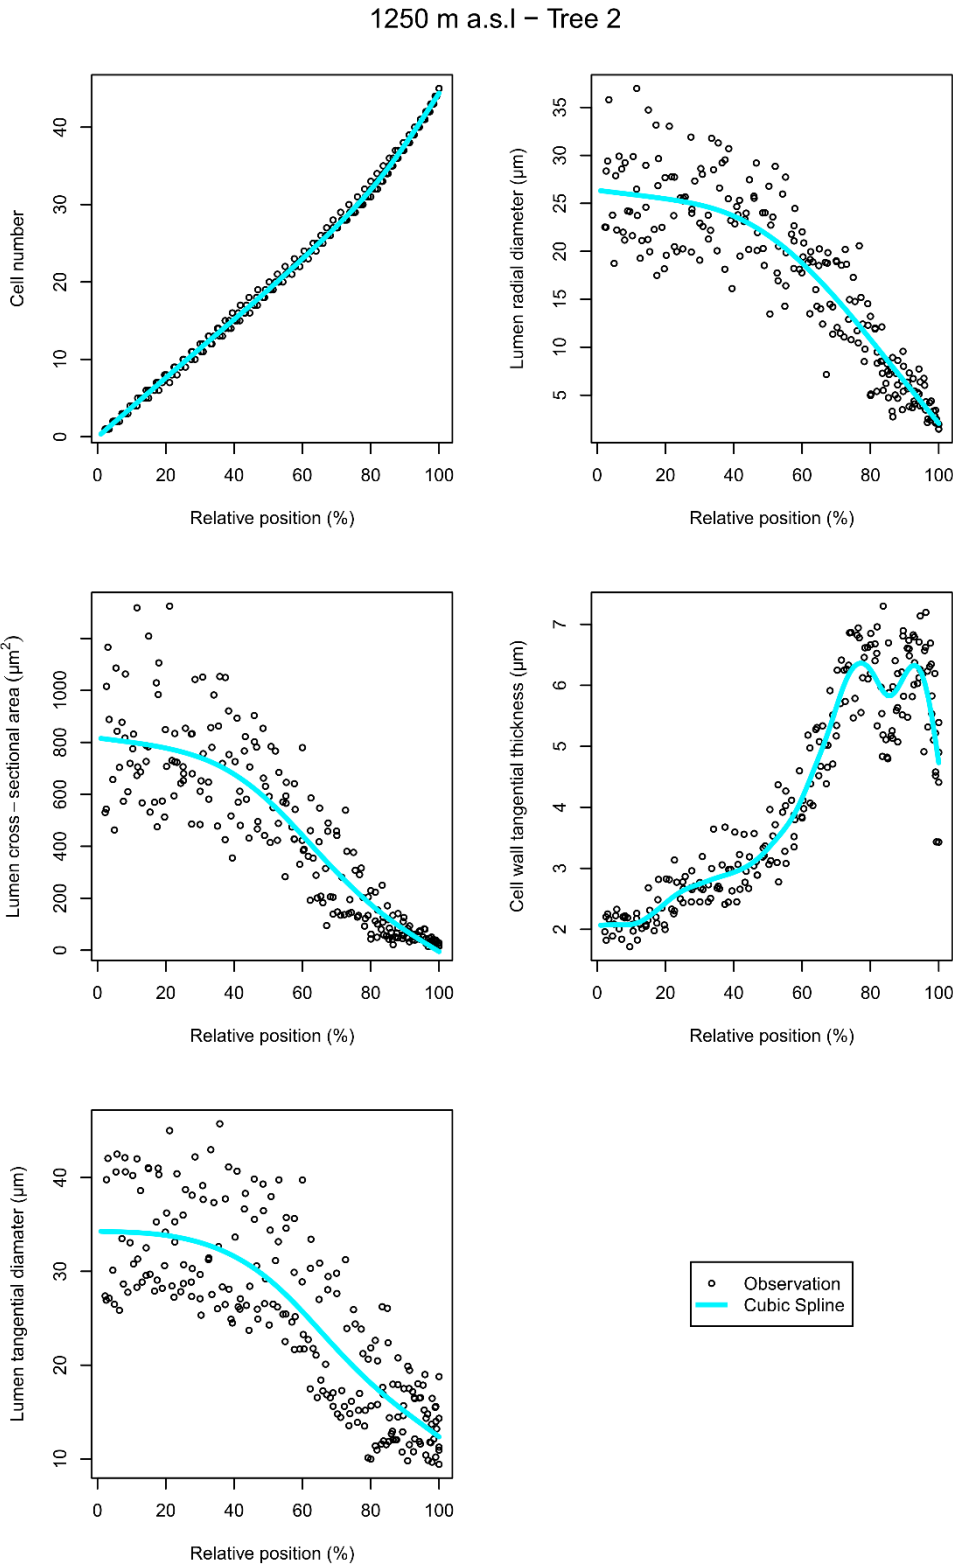 1250 m a.s.l − Tree 2
Cell number
0 10 20 30 40
0 20 40 60 80 100
Relative position (%)
Lumen radial diameter (µm)
5 10 15 20 25 30 35
0 20 40 60 80 100
Relative position (%)
Lumen cross − sectional area (µm²)
0 200 400 600 800 1000
0 20 40 60 80 100
Relative position (%)
Cell wall tangential thickness (µm)
2 3 4 5 6 7
0 20 40 60 80 100
Relative position (%)
Lumen tangential diamater (µm)
10 20 30 40
0 20 40 60 80 100
Relative position (%)
Observation
Cubic Spline